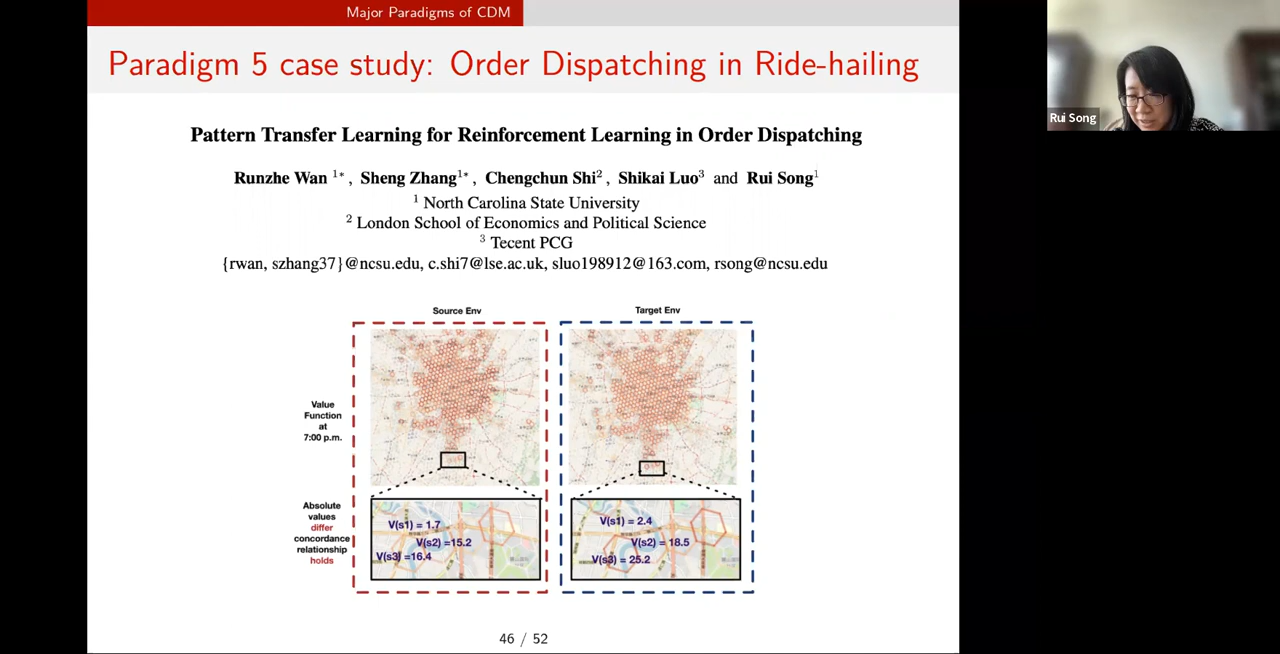 Major Paradigms of CDM
Paradigm 5 case study: Order Dispatching in Ride-hailing
Pattern Transfer Learning for Reinforcement Learning in Order Dispatching
Runzhe Wan 1*, Sheng Zhang1*, Chengchun Shi2, Shikai Luo3 and Rui Song1
1 North Carolina State University
2 London School of Economics and Political Science
3 Tecent PCG
{rwan, szhang37}@ncsu.edu, c.shi7@lse.ac.uk, sluo198912@163.com, rsong@ncsu.edu
Source Env
Target Env
Value
Function
at
7:00 p.m.
Absolute
values
differ
concordance
relationship
holds
V(s1) = 1.7
V(s2) =15.2
V(s3) =16.4
V(s1) = 2.4
V(s2) = 18.5
V(s3) = 25.2
46 / 52
Rui Song